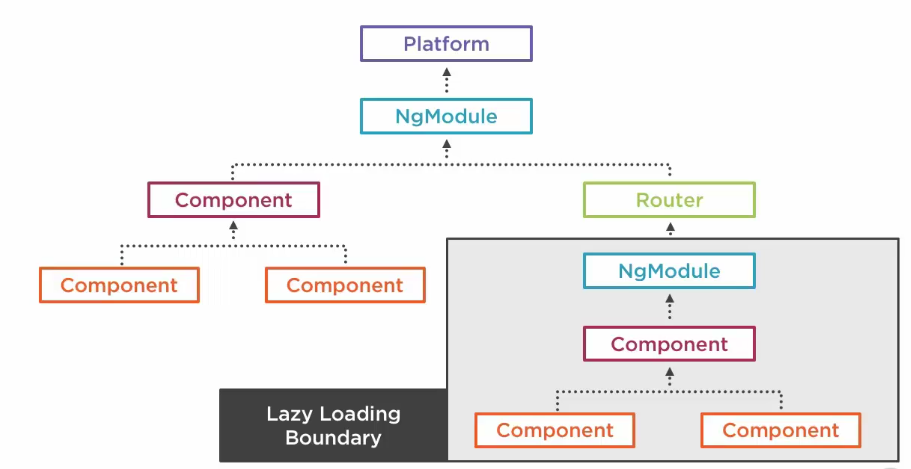 Platform
NgModule
Component
Router
Component
Component
NgModule
Component
Lazy Loading
Boundary
Component
Component